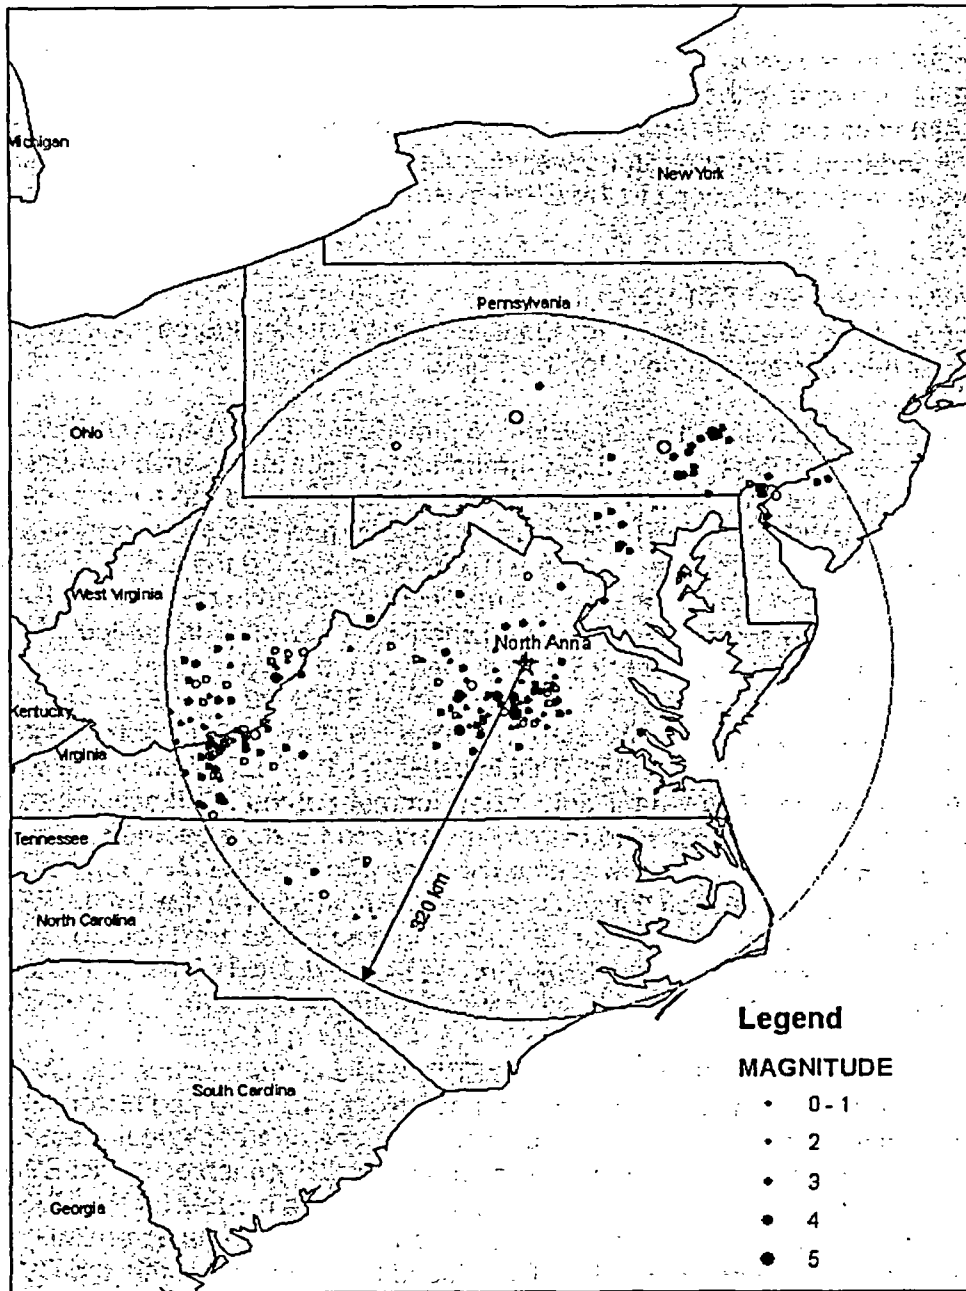 Michigan
New York
Pennsylvania
Ohio
West Virginia
North Anna
Kentucky
Virginia
Tennessee
320 km
North Carolina
Legend
MAGNITUDE
South Carolina
0-1
2
3
Georgia
4
5